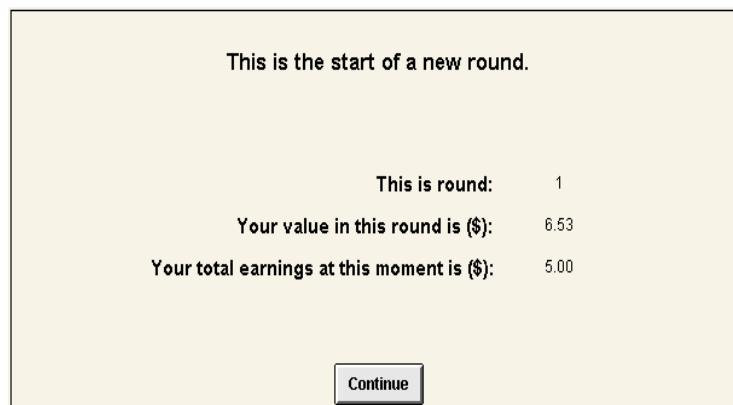 This is the start of a new round.
This is round: 1
Your value in this round is ($): 6.53
Your total earnings at this moment is ($): 5.00
Continue